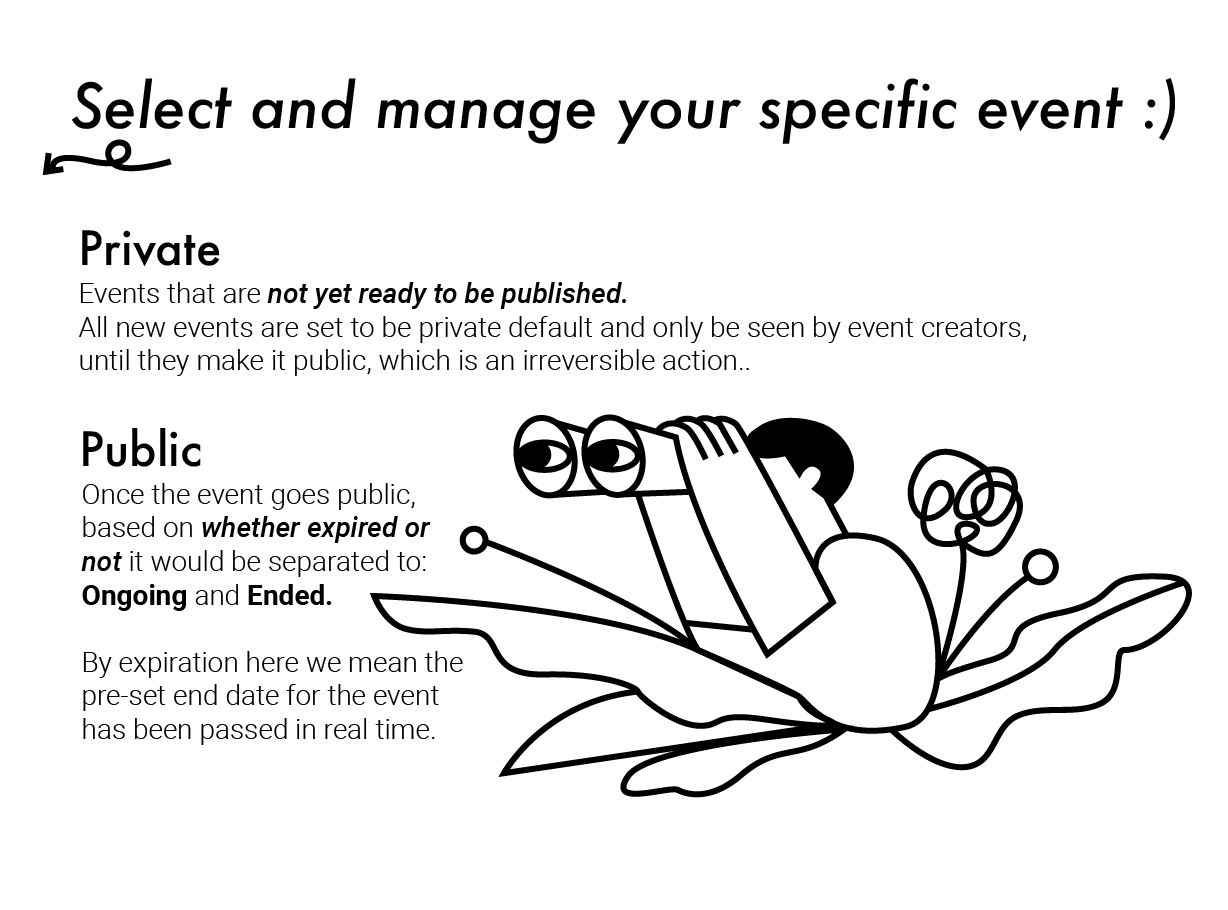 Select and manage your specific event :)
Private
Events that are not yet ready to be published.
All new events are set to be private default and only be seen by event creators,
until they make it public, which is an irreversible action..
Public
Once the event goes public,
based on whether expired or
not it would be separated to:
Ongoing and Ended.
By expiration here we mean the
pre-set end date for the event
has been passed in real time.